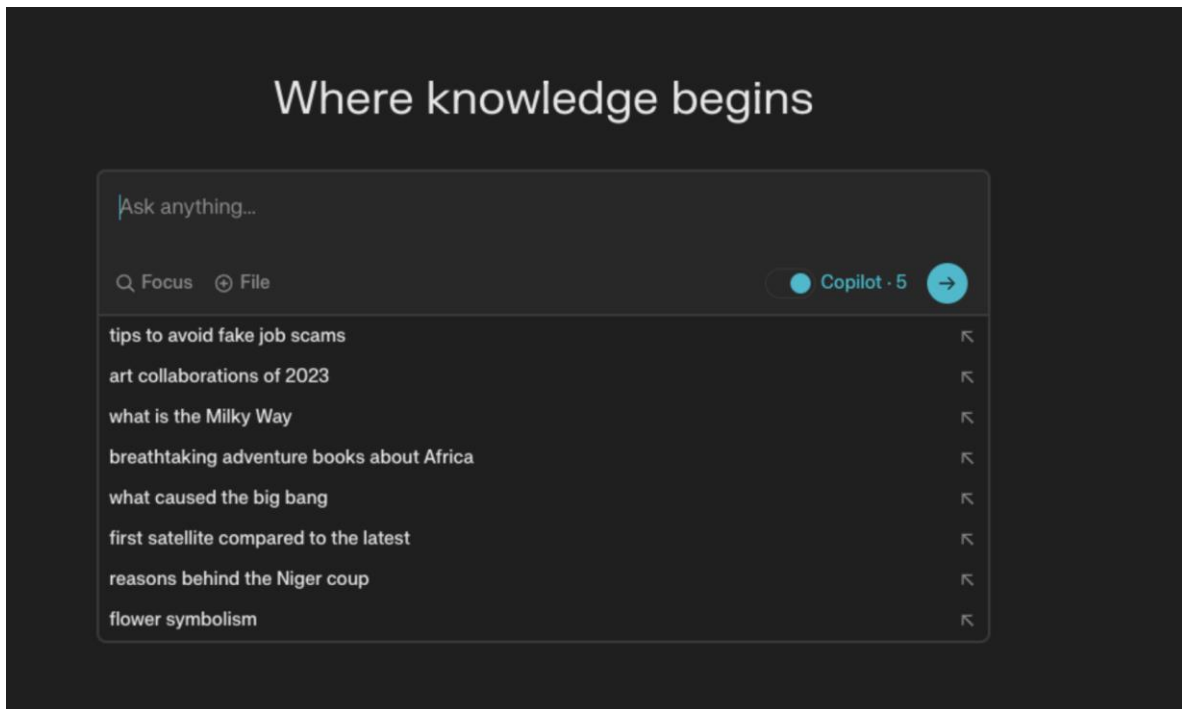 Where knowledge begins
Ask anything...
Focus File Copilot · 5
tips to avoid fake job scams
art collaborations of 2023
what is the Milky Way
breathtaking adventure books about Africa
what caused the big bang
first satellite compared to the latest
reasons behind the Niger coup
flower symbolism